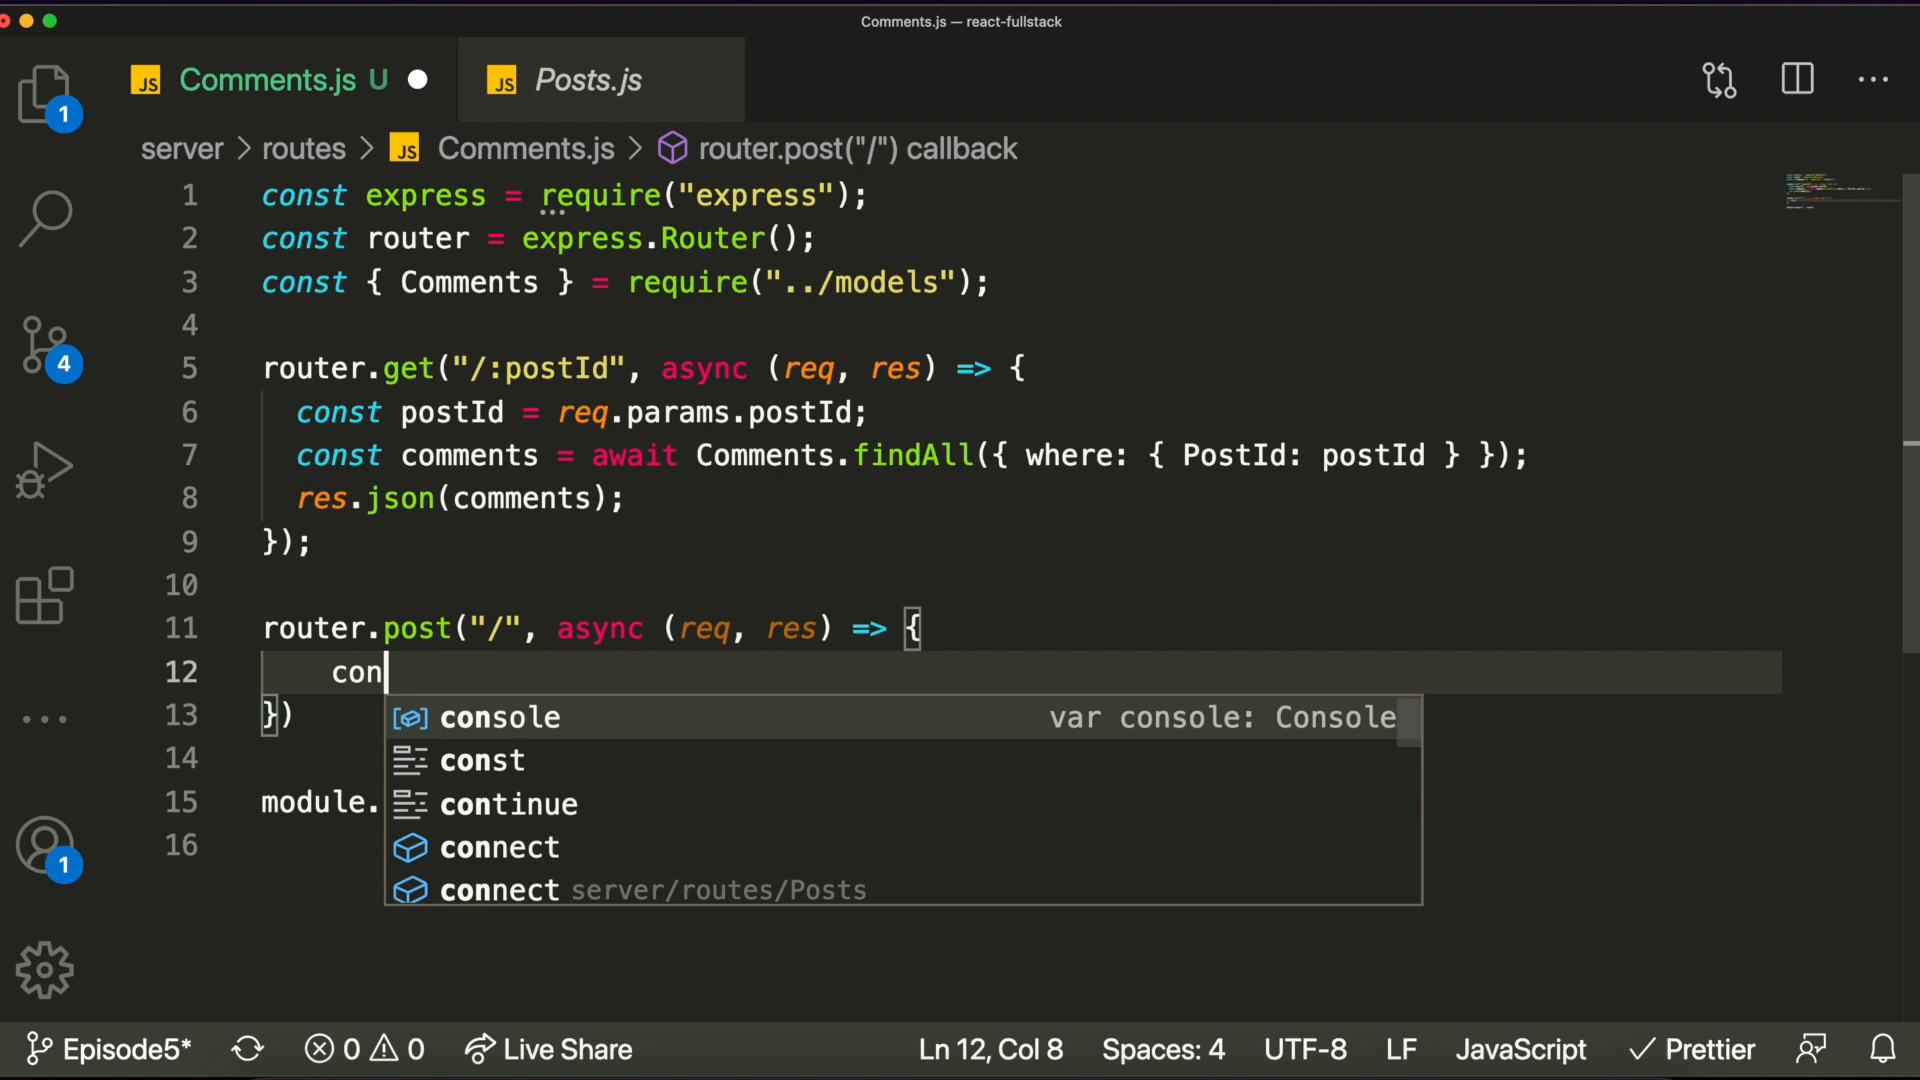 Comments.js — react-fullstack
JS Comments.js U
JS Posts.js
server > routes > JS Comments.js > router.post("/") callback
1 const express = require("express");
2 const router = express.Router();
3 const { Comments } = require("../models");
4
5 router.get("/:postId", async (req, res) => {
6 const postId = req.params.postId;
7 const comments = await Comments.findAll({ where: { PostId: postId } });
8 res.json(comments);
9 });
10
11 router.post("/", async (req, res) => {
12 con
13 })
14
15 module.
16
console var console: Console
const
continue
connect
connect server/routes/Posts
1
4
1
Episode5* 0 0 Live Share Ln 12, Col 8 Spaces: 4 UTF-8 LF JavaScript Prettier